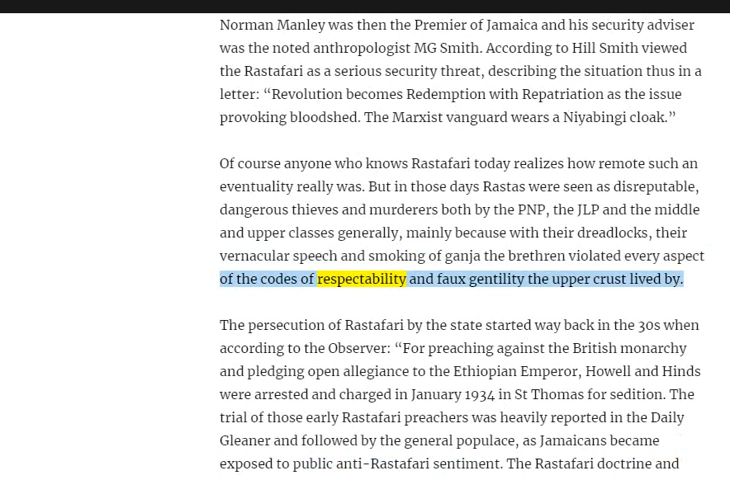 Norman Manley was then the Premier of Jamaica and his security adviser
was the noted anthropologist MG Smith. According to Hill Smith viewed
the Rastafari as a serious security threat, describing the situation thus in a
letter: “Revolution becomes Redemption with Repatriation as the issue
provoking bloodshed. The Marxist vanguard wears a Niyabingi cloak.”
Of course anyone who knows Rastafari today realizes how remote such an
eventuality really was. But in those days Rastas were seen as disreputable,
dangerous thieves and murderers both by the PNP, the JLP and the middle
and upper classes generally, mainly because with their dreadlocks, their
vernacular speech and smoking of ganja the brethren violated every aspect
of the codes of respectability and faux gentility the upper crust lived by.
The persecution of Rastafari by the state started way back in the 30s when
according to the Observer: “For preaching against the British monarchy
and pledging open allegiance to the Ethiopian Emperor, Howell and Hinds
were arrested and charged in January 1934 in St Thomas for sedition. The
trial of those early Rastafari preachers was heavily reported in the Daily
Gleaner and followed by the general populace, as Jamaicans became
exposed to public anti-Rastafari sentiment. The Rastafari doctrine and